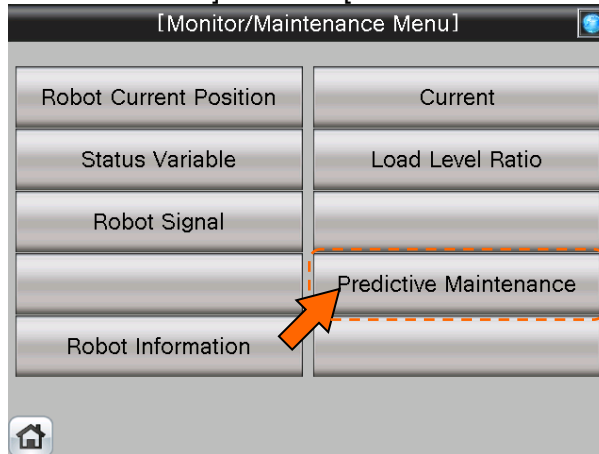 [Monitor/Maintenance Menu]
Robot Current Position
Current
Status Variable
Load Level Ratio
Robot Signal
Predictive Maintenance
Robot Information